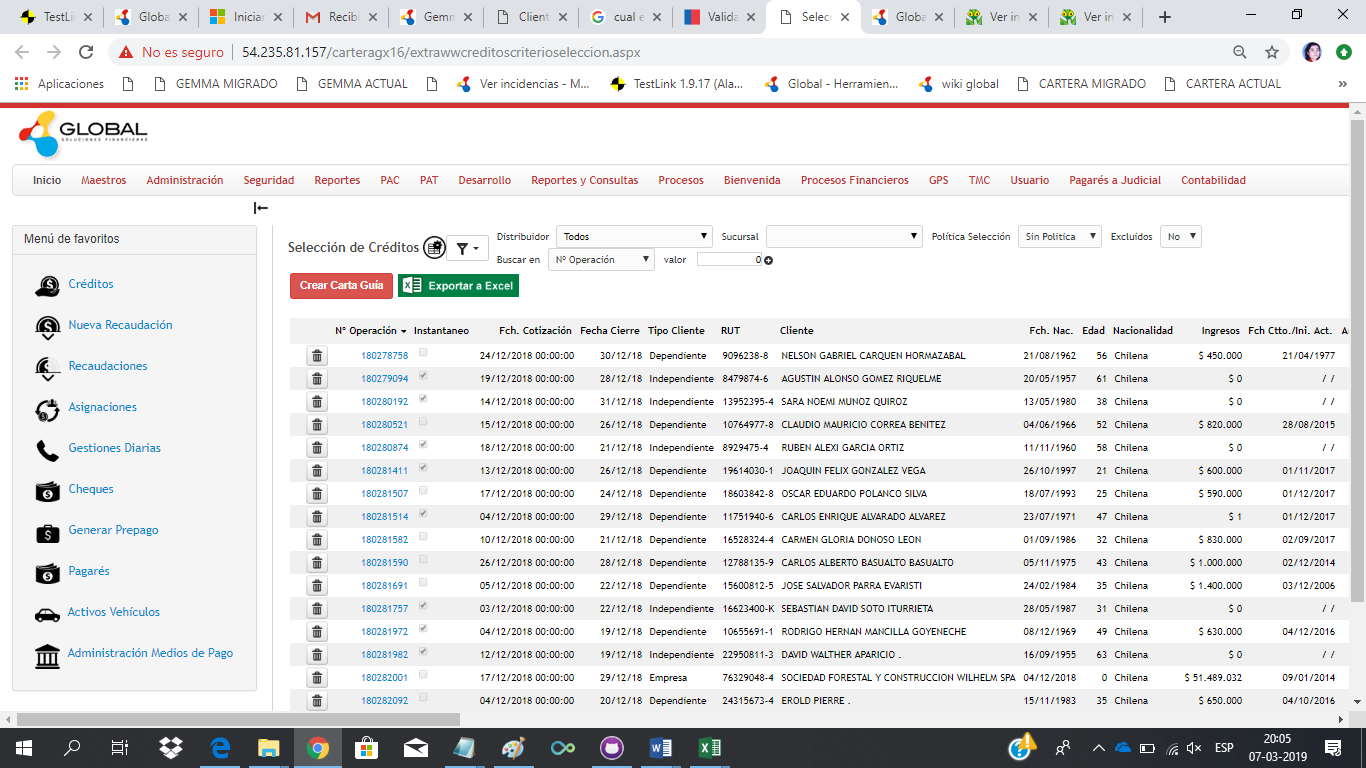 TestLi
Globa
Iniciar
Recibi
Gemm
Client
cual e
Valida
Selec
Globa
Ver in
Ver in
No es seguro | 54.235.81.157/carteragx16/extrawwcreditoscriterioseleccion.aspx
Aplicaciones
GEMMA MIGRADO
GEMMA ACTUAL
Ver incidencias - M...
TestLink 1.9.17 (Ala...
Global - Herramien...
wiki global
CARTERA MIGRADO
CARTERA ACTUAL
»
GLOBAL
SOLUCIONES FINANCIERAS
Inicio Maestros Administración Seguridad Reportes PAC PAT Desarrollo Reportes y Consultas Procesos Bienvenida Procesos Financieros GPS TMC Usuario Pagarés a Judicial Contabilidad
Menú de favoritos
Créditos
Nueva Recaudación
Recaudaciones
Asignaciones
Gestiones Diarias
Cheques
Generar Prepago
Pagarés
Activos Vehículos
Administración Medios de Pago
Selección de Créditos
Distribuidor Todos Sucursal Política Selección Sin Politica Excluidos No
Buscar en Nº Operación valor 0
Crear Carta Guía Exportar a Excel
Nº Operación Instantaneo Fch. Cotización Fecha Cierre Tipo Cliente RUT Cliente Fch. Nac. Edad Nacionalidad Ingresos Fch Ctto./Ini. Act.
180278758 24/12/2018 00:00:00 30/12/18 Dependiente 9096238-8 NELSON GABRIEL CARQUEN HORMAZABAL 21/08/1962 56 Chilena $ 450.000 21/04/1977
180279094 19/12/2018 00:00:00 28/12/18 Independiente 8479874-6 AGUSTIN ALONSO GOMEZ RIQUELME 20/05/1957 61 Chilena $ 0 / /
180280192 14/12/2018 00:00:00 31/12/18 Independiente 13952395-4 SARA NOEMI MUÑOZ QUIROZ 13/05/1980 38 Chilena $ 0 / /
180280521 15/12/2018 00:00:00 26/12/18 Dependiente 10764977-8 CLAUDIO MAURICIO CORREA BENITEZ 04/06/1966 52 Chilena $ 820.000 28/08/2015
180280874 18/12/2018 00:00:00 21/12/18 Independiente 8929475-4 RUBEN ALEXI GARCIA ORTIZ 11/11/1960 58 Chilena $ 0 / /
180281411 13/12/2018 00:00:00 26/12/18 Dependiente 19614030-1 JOAQUIN FELIX GONZALEZ VEGA 26/10/1997 21 Chilena $ 600.000 01/11/2017
180281507 17/12/2018 00:00:00 24/12/18 Dependiente 18603842-8 OSCAR EDUARDO POLANCO SILVA 18/07/1993 25 Chilena $ 590.000 01/12/2017
180281514 04/12/2018 00:00:00 29/12/18 Dependiente 11751940-6 CARLOS ENRIQUE ALVARADO ALVAREZ 23/07/1971 47 Chilena $ 1 01/12/2017
180281582 10/12/2018 00:00:00 21/12/18 Dependiente 16528324-4 CARMEN GLORIA DONOSO LEON 01/09/1986 32 Chilena $ 830.000 02/09/2017
180281590 26/12/2018 00:00:00 28/12/18 Dependiente 12788135-9 CARLOS ALBERTO BASUALTO BASUALTO 05/11/1975 43 Chilena $ 1.000.000 02/12/2014
180281691 05/12/2018 00:00:00 22/12/18 Dependiente 15600812-5 JOSE SALVADOR PARRA EVARISTI 24/02/1984 35 Chilena $ 1.400.000 03/12/2006
180281757 03/12/2018 00:00:00 22/12/18 Independiente 16623400-K SEBASTIAN DAVID SOTO ITURRIETA 28/05/1987 31 Chilena $ 0 / /
180281972 04/12/2018 00:00:00 19/12/18 Dependiente 10655691-1 RODRIGO HERNAN MANCILLA GOYENECHE 08/12/1969 49 Chilena $ 630.000 04/12/2016
180281982 12/12/2018 00:00:00 19/12/18 Independiente 22950811-3 DAVID WALTHER APARICIO . 16/09/1955 63 Chilena $ 0 / /
180282001 17/12/2018 00:00:00 29/12/18 Empresa 76329048-4 SOCIEDAD FORESTAL Y CONSTRUCCION WILHELM SPA 04/12/2018 0 Chilena $ 51.489.032 09/01/2014
180282092 04/12/2018 00:00:00 20/12/18 Dependiente 24315673-4 EROLD PIERRE . 15/11/1983 35 Chilena $ 650.000 04/10/2016
ESP
20:05
07-03-2019